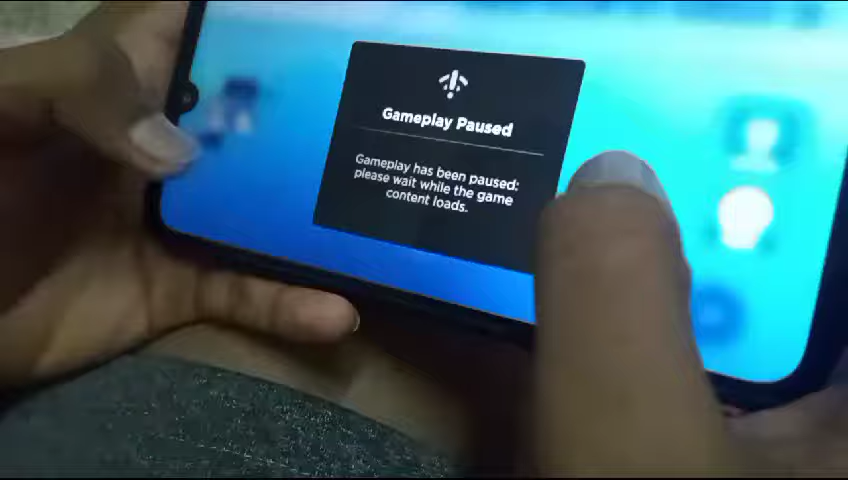 Gameplay Paused
Gameplay has been paused:
please wait while the game
content loads.